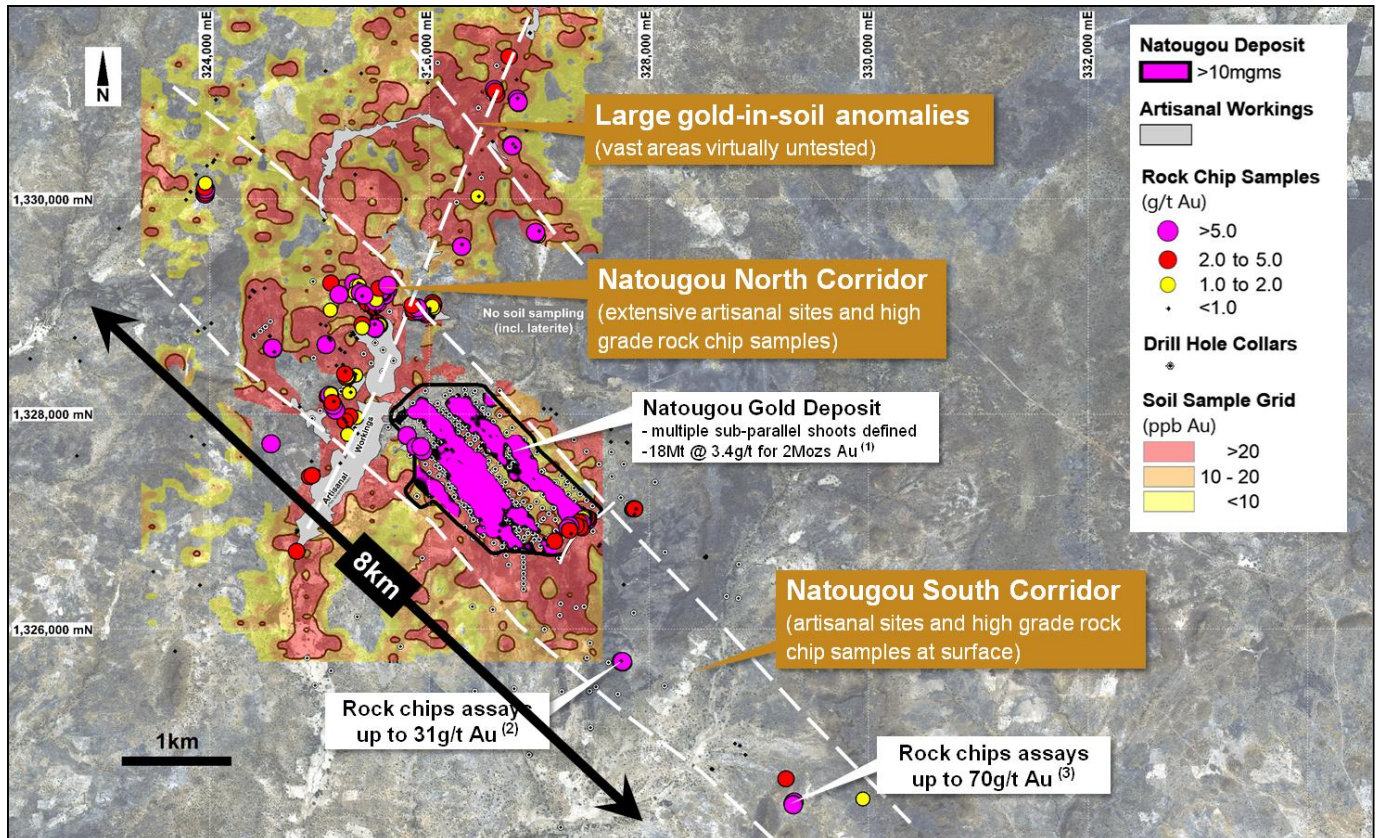 324,000 mE
326,000 mE
328,000 mE
330,000 mE
332,000 mE
N
Large gold-in-soil anomalies
(vast areas virtually untested)
1,330,000 mN
Natougou North Corridor
(extensive artisanal sites and high
grade rock chip samples)
No soil sampling
(incl. laterite)
1,328,000 mN
Natougou Gold Deposit
- multiple sub-parallel shoots defined
-18Mt @ 3.4g/t for 2Mozs Au (1)
Artisanal Workings
8km
1,326,000 mN
Natougou South Corridor
(artisanal sites and high grade rock
chip samples at surface)
Rock chips assays
up to 31g/t Au (2)
1km
Rock chips assays
up to 70g/t Au (3)
Natougou Deposit
>10mgms
Artisanal Workings
Rock Chip Samples
(g/t Au)
>5.0
2.0 to 5.0
1.0 to 2.0
<1.0
Drill Hole Collars
Soil Sample Grid
(ppb Au)
>20
10 - 20
<10